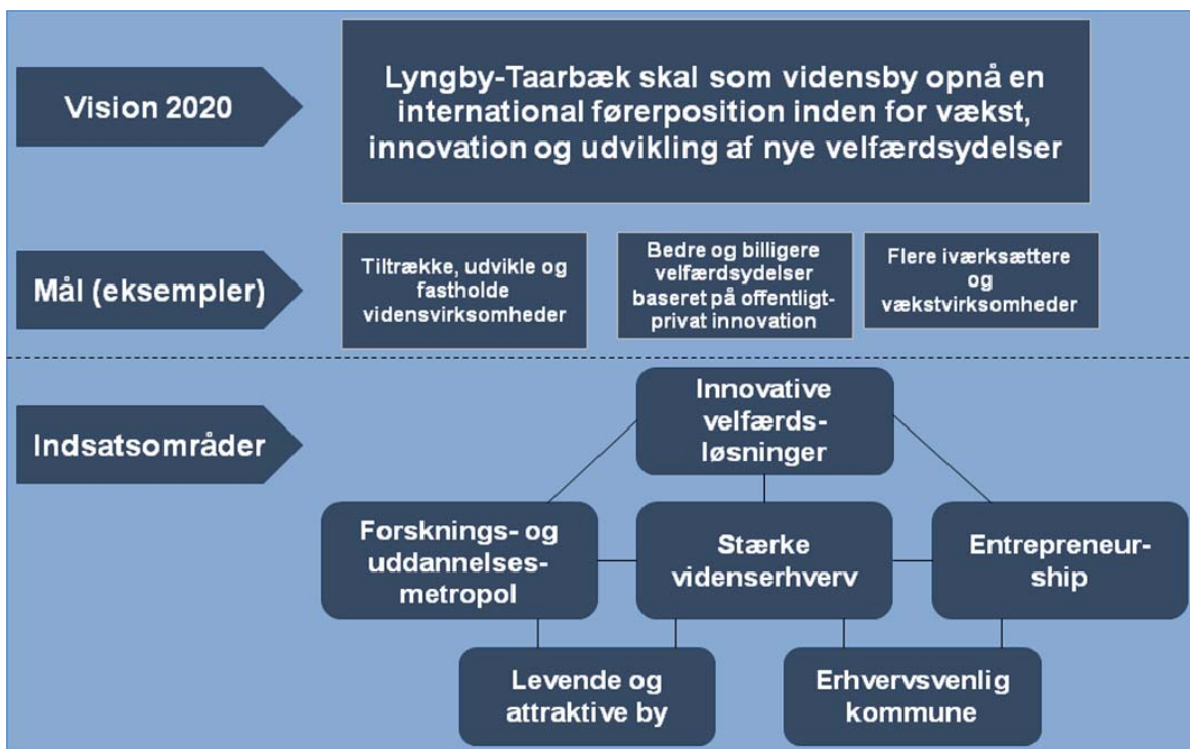 Vision 2020
Lyngby-Taarbæk skal som vidensby opnå en
international førerposition inden for vækst,
innovation og udvikling af nye velfærdsydelser
Mål (eksempler)
Tiltrække, udvikle og
fastholde
vidensvirksomheder
Bedre og billigere
velfærdsydelser
baseret på offentligt-
privat innovation
Flere iværksættere
og
vækstvirksomheder
Indsatsområder
Innovative
velfærds-
løsninger
Forsknings- og
uddannelses-
metropol
Stærke
videnserhverv
Entrepreneur-
ship
Levende og
attraktive by
Erhvervsvenlig
kommune